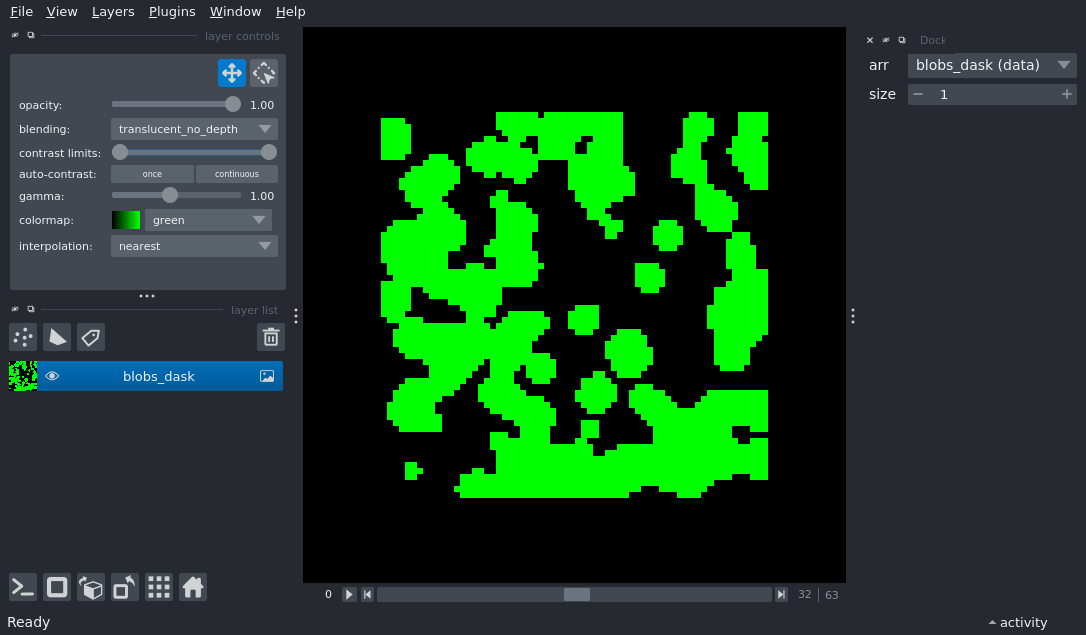 File View Layers Plugins Window Help
layer controls
opacity: 1.00
blending: translucent_no_depth
contrast limits:
auto-contrast: once continuous
gamma: 1.00
colormap: green
interpolation: nearest
layer list
blobs_dask
0 32 63
Ready
Dock
arr blobs_dask (data)
size 1
activity